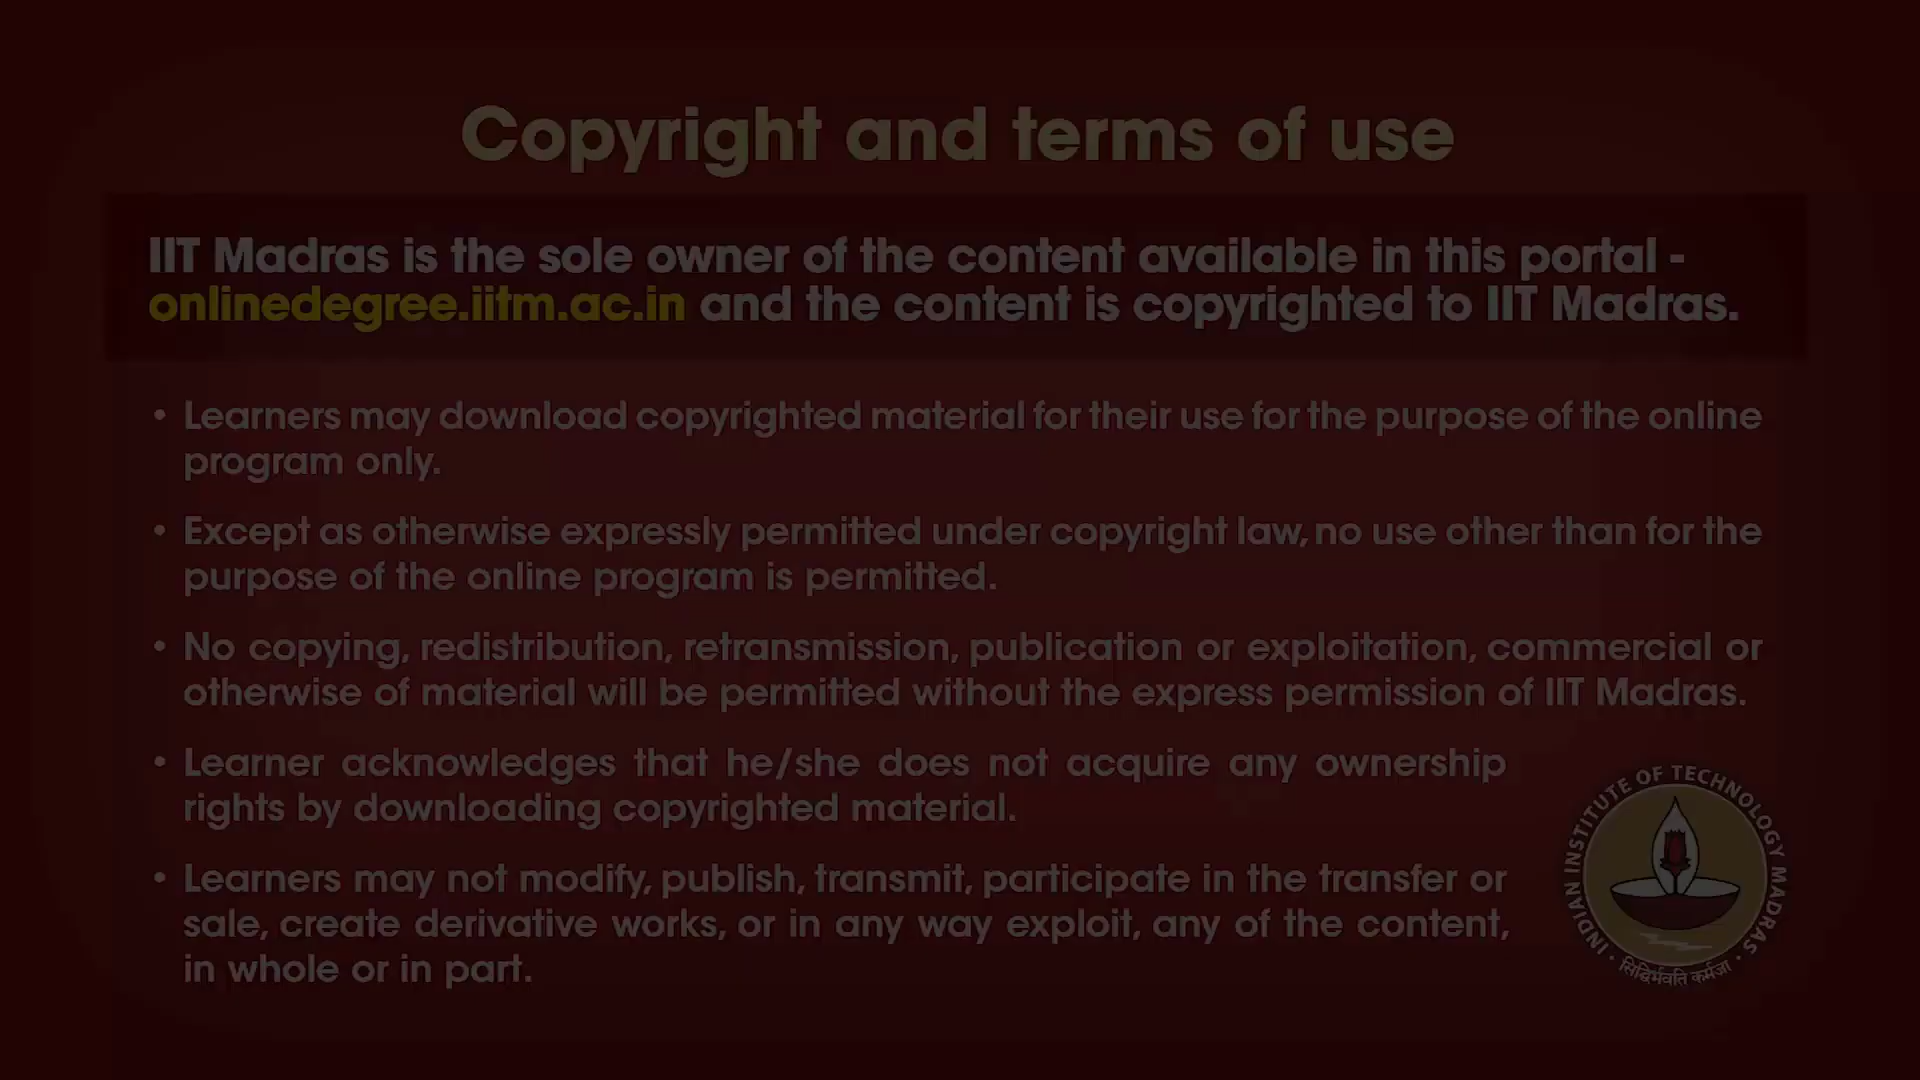 Copyright and terms of use
IIT Madras is the sole owner of the content available in this portal -
onlinedegree.iitm.ac.in and the content is copyrighted to IIT Madras.
• Learners may download copyrighted material for their use for the purpose of the online
program only.
• Except as otherwise expressly permitted under copyright law, no use other than for the
purpose of the online program is permitted.
• No copying, redistribution, retransmission, publication or exploitation, commercial or
otherwise of material will be permitted without the express permission of IIT Madras.
• Learner acknowledges that he/she does not acquire any ownership
rights by downloading copyrighted material.
• Learners may not modify, publish, transmit, participate in the transfer or
sale, create derivative works, or in any way exploit, any of the content,
in whole or in part.
INDIAN INSTITUTE OF TECHNOLOGY MADRAS
सिद्धिर्भवति कर्मजा